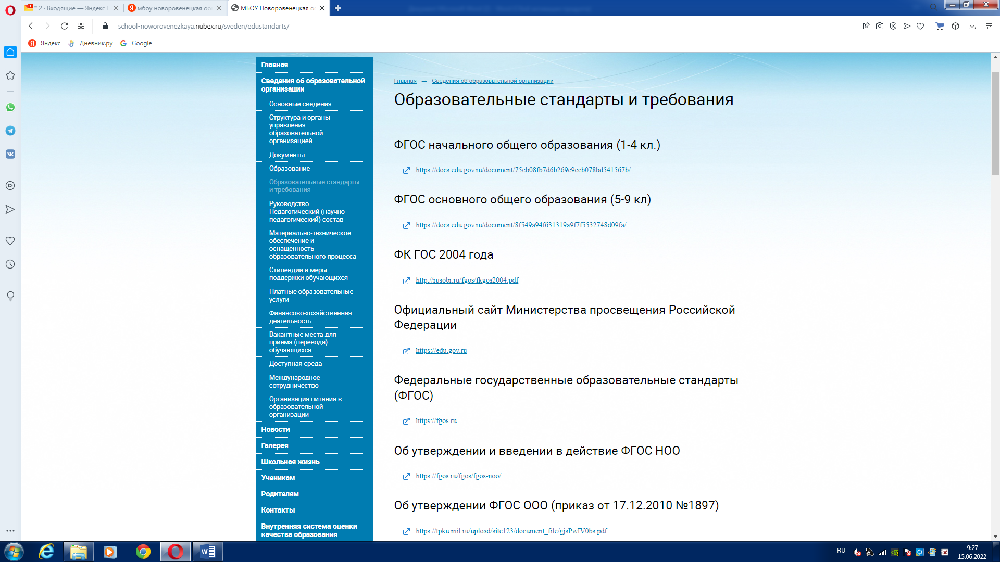 * 2 · Входящие — Яндекс
мбоу новоровенецкая ос
МБОУ Новоровенецкая о
school-noworovenezkaya.nubex.ru/sveden/edustandarts/
Яндекс
Дневник.ру
Google
Главная
Сведения об образовательной
организации
Основные сведения
Структура и органы
управления
образовательной
организацией
Документы
Образование
Образовательные стандарты
и требования
Руководство.
Педагогический (научно-
педагогический) состав
Материально-техническое
обеспечение и
оснащенность
образовательного процесса
Стипендии и меры
поддержки обучающихся
Платные образовательные
услуги
Финансово-хозяйственная
деятельность
Вакантные места для
приема (перевода)
обучающихся
Доступная среда
Международное
сотрудничество
Организация питания в
образовательной
организации
Новости
Галерея
Школьная жизнь
Ученикам
Родителям
Контакты
Внутренняя система оценки
качества образования
Главная → Сведения об образовательной организации
Образовательные стандарты и требования
ФГОС начального общего образования (1-4 кл.)
https://docs.edu.gov.ru/document/75cb08fb7d6b269e9ecb078bd541567b/
ФГОС основного общего образования (5-9 кл)
https://docs.edu.gov.ru/document/8f549a94f631319a9f7f5532748d09fa/
ФК ГОС 2004 года
http://rusobr.ru/fgos/fkgos2004.pdf
Официальный сайт Министерства просвещения Российской
Федерации
https://edu.gov.ru
Федеральные государственные образовательные стандарты
(ФГОС)
https://fgos.ru
Об утверждении и введении в действие ФГОС НОО
https://fgos.ru/fgos/fgos-noo/
Об утверждении ФГОС ООО (приказ от 17.12.2010 №1897)
https://tpku.mil.ru/upload/site123/document_file/gjsPwIV0bs.pdf
RU
9:27
15.06.2022